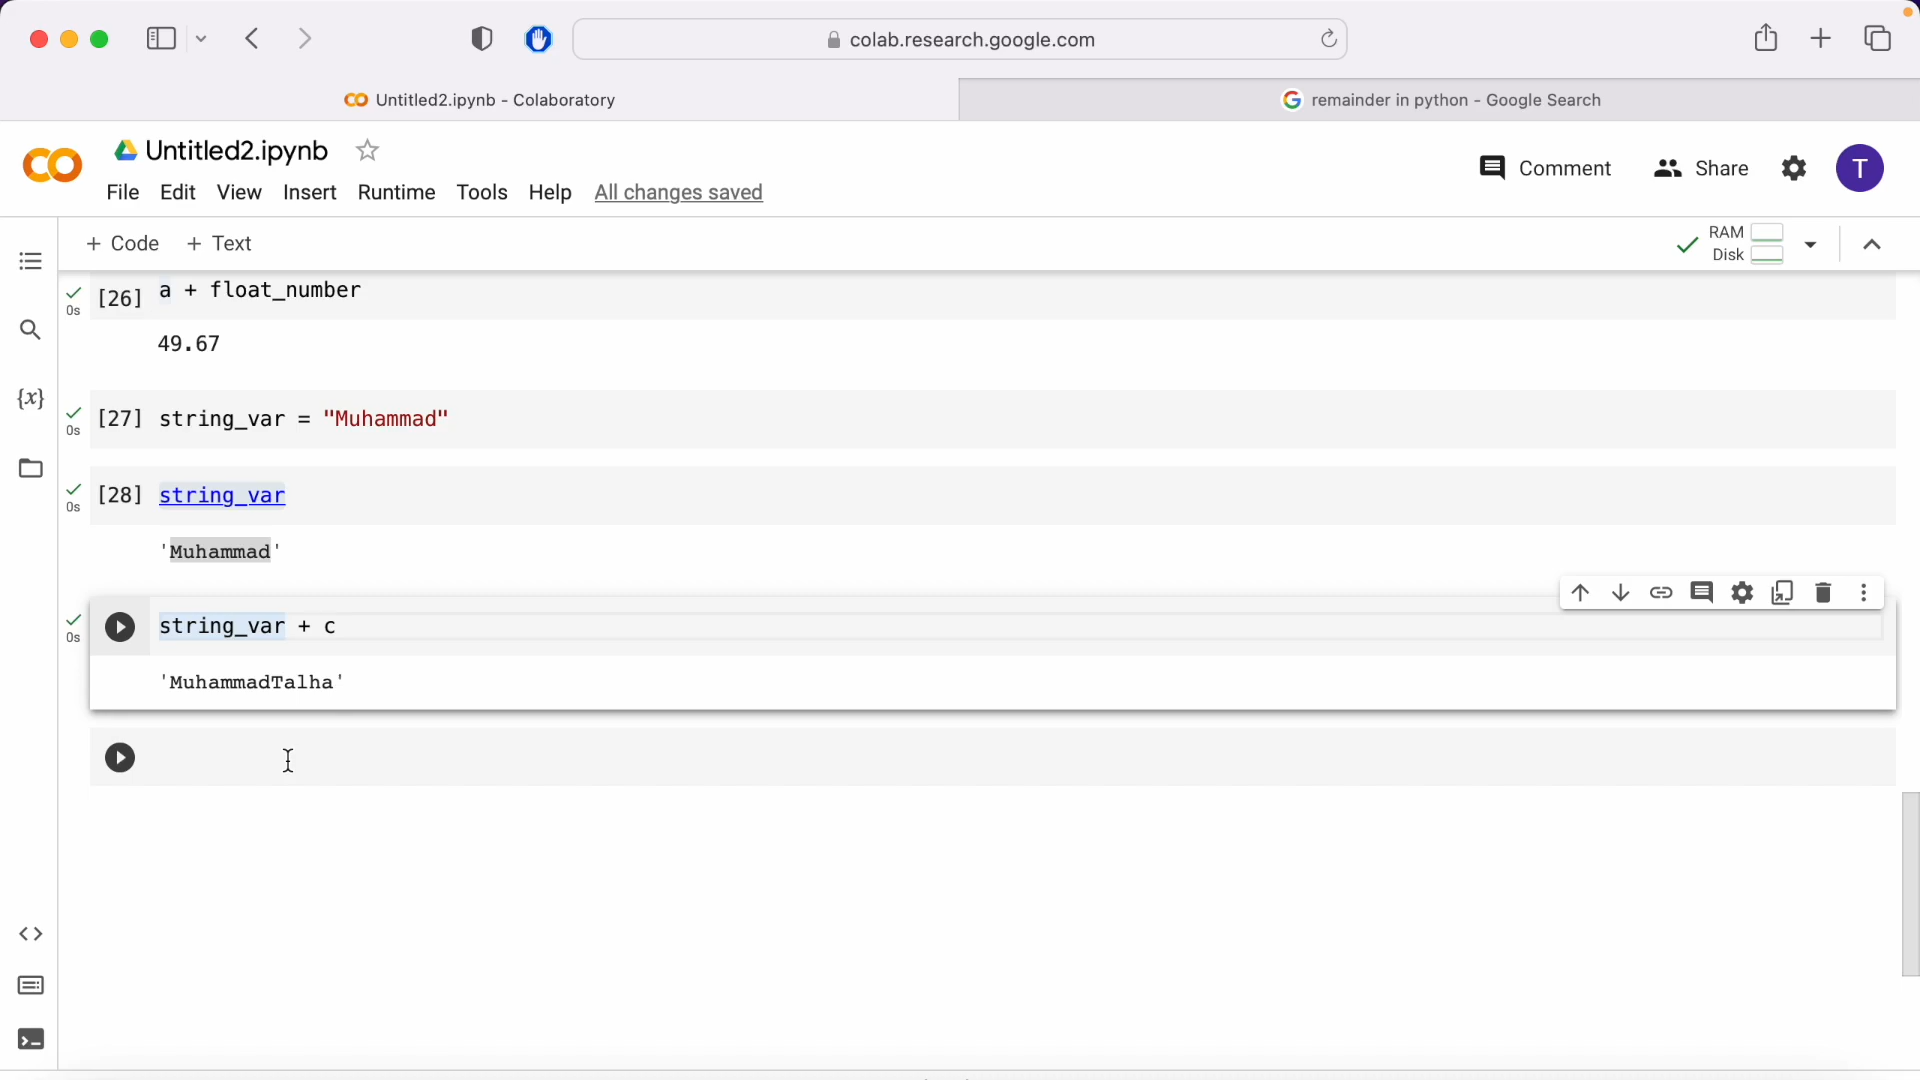 colab.research.google.com
Untitled2.ipynb - Colaboratory
remainder in python - Google Search
Untitled2.ipynb
Comment
Share
T
File Edit View Insert Runtime Tools Help All changes saved
+ Code + Text
RAM
Disk
0s
[26] a + float_number
49.67
0s
[27] string_var = "Muhammad"
0s
[28] string_var
'Muhammad'
0s
string_var + c
'MuhammadTalha'
{x}